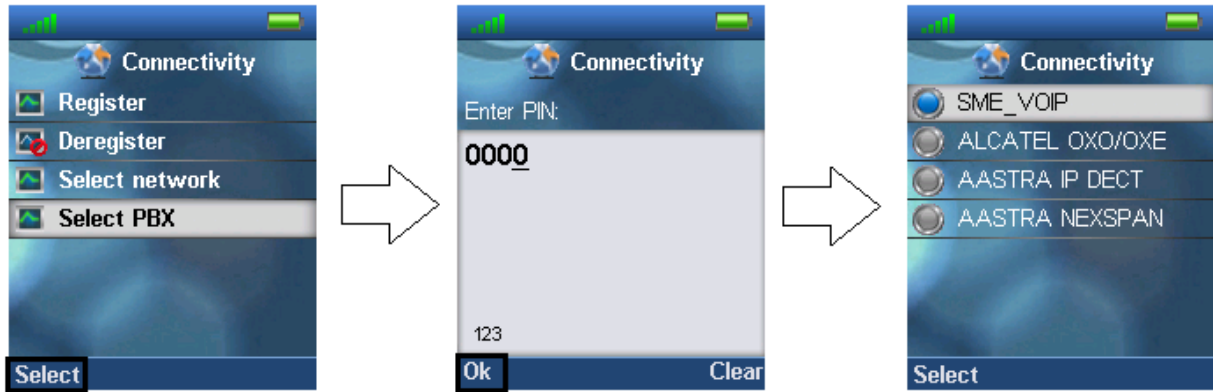 Connectivity
Register
Deregister
Select network
Select PBX
Select
Connectivity
Enter PIN:
0000
123
Ok Clear
Connectivity
SME_VOIP
ALCATEL OXO/OXE
AASTRA IP DECT
AASTRA NEXSPAN
Select